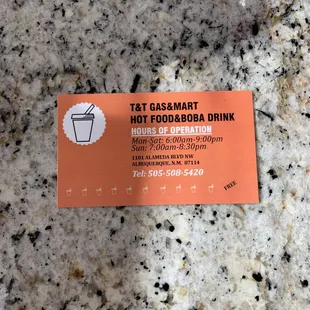 T&T GAS&MART
HOT FOOD&BOBA DRINK
HOURS OF OPERATION
Mon-Sat: 6:00am-9:00pm
Sun: 7:00am-8:30pm
1101 ALAMEDA BLVD NW
ALBUQUERQUE, N.M. 87114
Tel: 505-508-5420
FREE